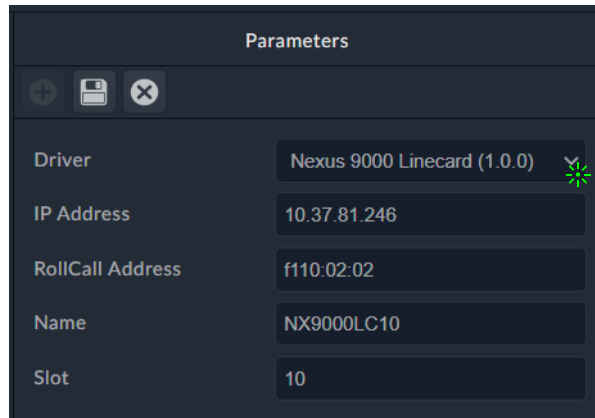 Parameters
Driver Nexus 9000 Linecard (1.0.0)
IP Address 10.37.81.246
RollCall Address f110:02:02
Name NX9000LC10
Slot 10